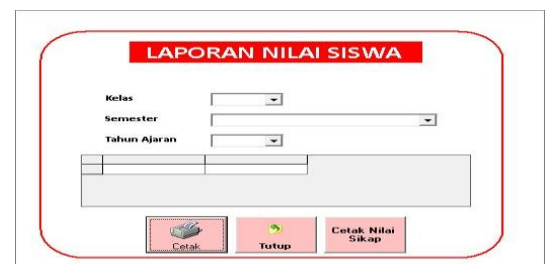 LAPORAN NILAI SISWA
Kelas
Semester
Tahun Ajaran
Cetak
Tutup
Cetak Nilai
Sikap